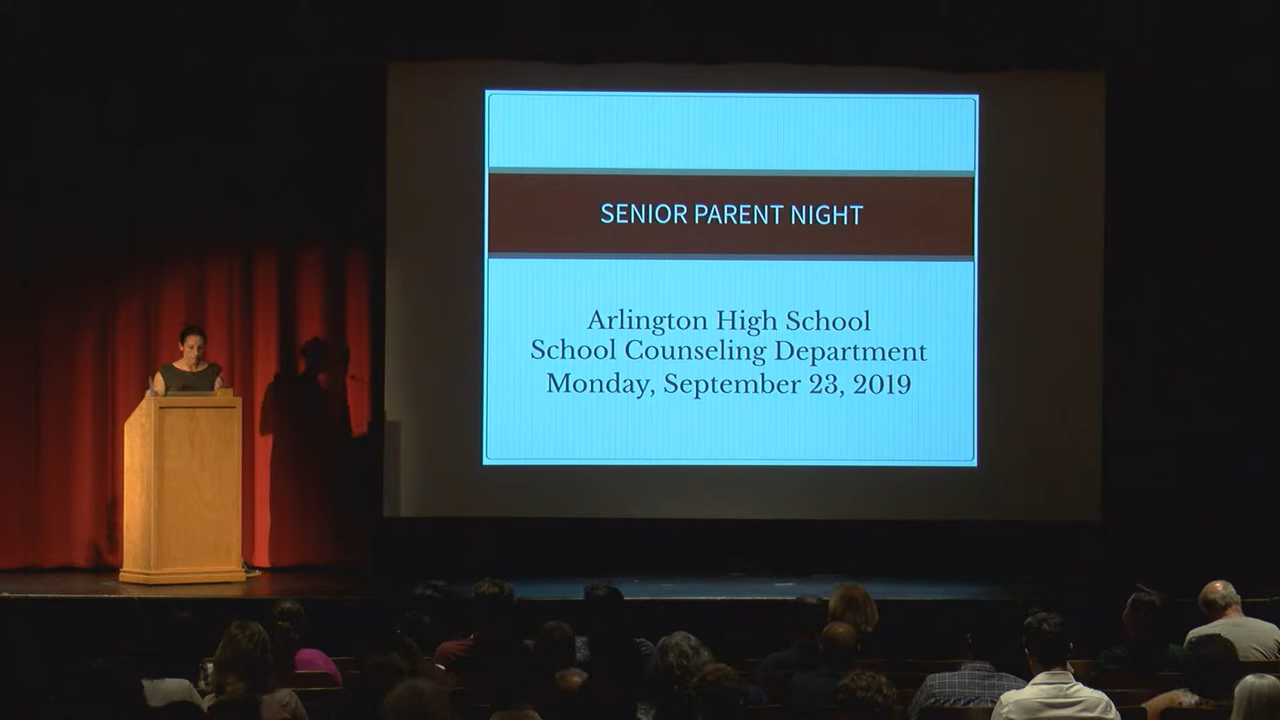 SENIOR PARENT NIGHT
Arlington High School
School Counseling Department
Monday, September 23, 2019